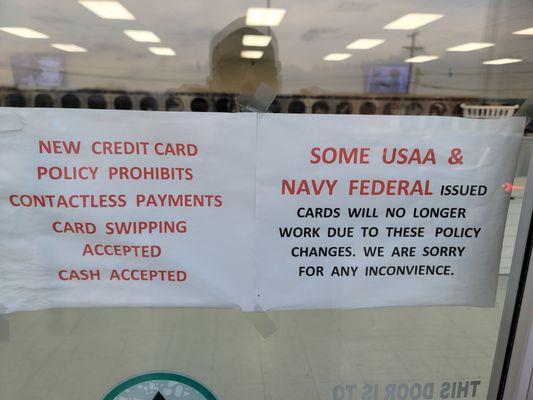 NEW CREDIT CARD
POLICY PROHIBITS
CONTACTLESS PAYMENTS
CARD SWIPING
ACCEPTED
CASH ACCEPTED
SOME USAA &
NAVY FEDERAL ISSUED
CARDS WILL NO LONGER
WORK DUE TO THESE POLICY
CHANGES. WE ARE SORRY
FOR ANY INCONVIENCE.
THIS DOOR IS TO